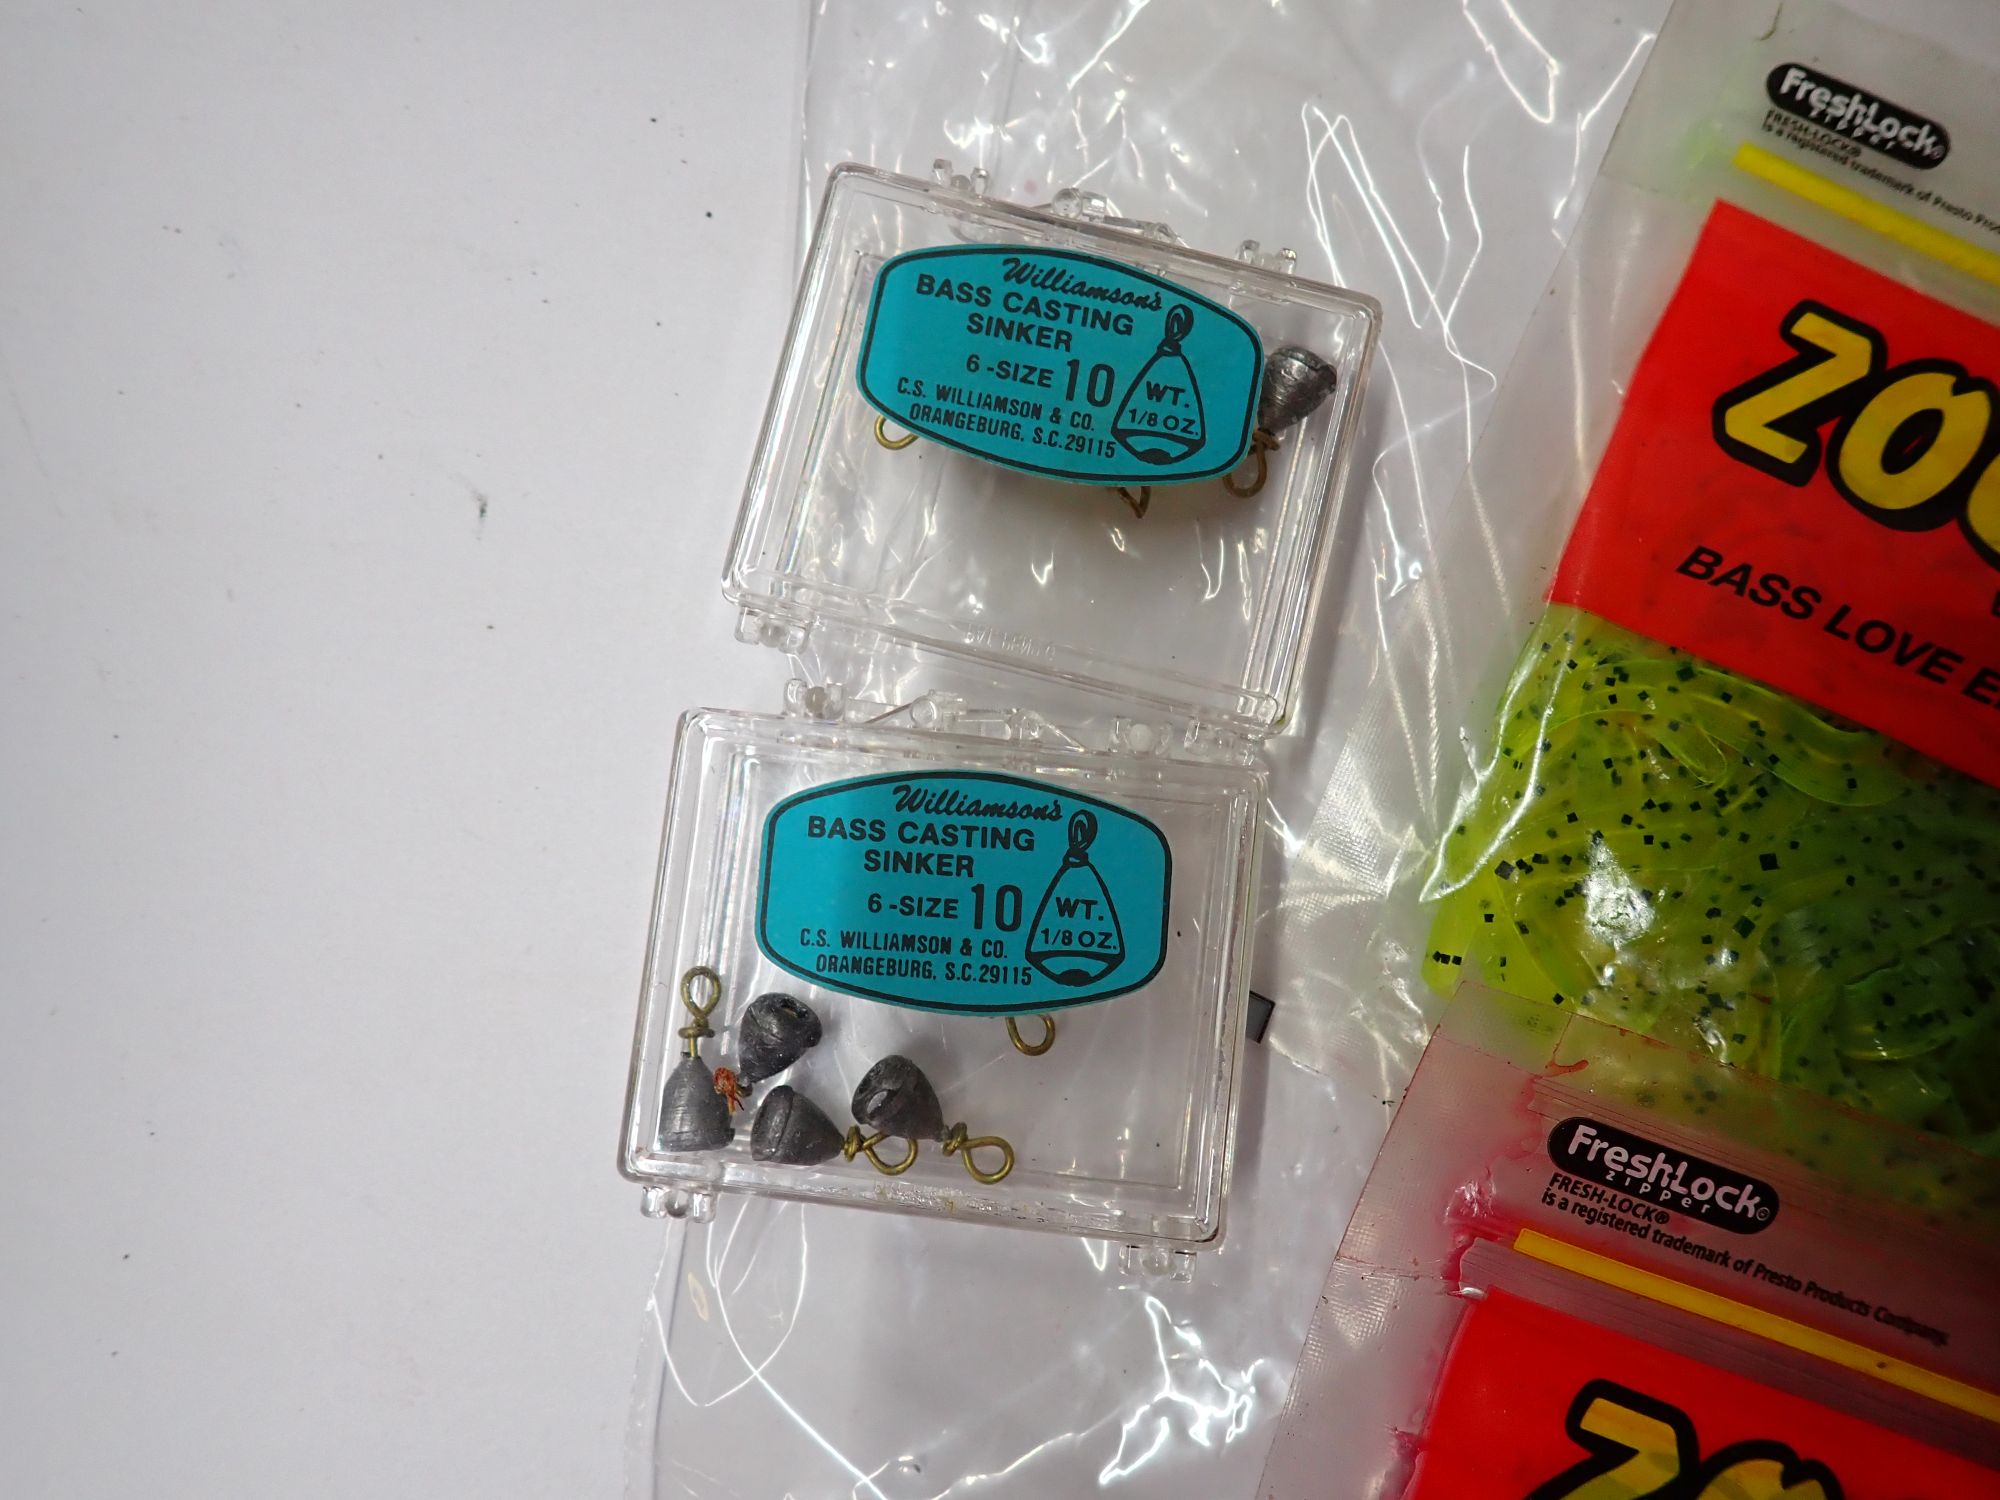 Williamson's
BASS CASTING
SINKER
6-SIZE 10
WT.
1/8 OZ.
C.S. WILLIAMSON & CO.
ORANGEBURG, S.C.29115
Williamson's
BASS CASTING
SINKER
6-SIZE 10
WT.
1/8 OZ.
C.S. WILLIAMSON & CO.
ORANGEBURG, S.C.29115
FreshLock
zipper
FRESH-LOCK®
is a registered trademark of Presto
ZOO
BASS LOVE
FreshLock®
zipper
FRESH-LOCK®
is a registered trademark of Presto Products Company.
ZO